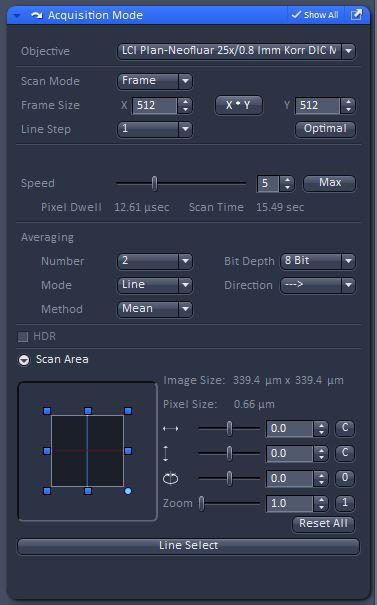 Acquisition Mode Show All
Objective LCI Plan-Neofluar 25x/0.8 Imm Korr DIC M
Scan Mode Frame
Frame Size X 512 X * Y Y 512
Line Step 1 Optimal
Speed 5 Max
Pixel Dwell 12.61 µsec Scan Time 15.49 sec
Averaging
Number 2 Bit Depth 8 Bit
Mode Line Direction --->
Method Mean
HDR
Scan Area
Image Size: 339.4 µm x 339.4 µm
Pixel Size: 0.66 µm
0.0 C
0.0 C
0.0 0
Zoom 1.0 1
Reset All
Line Select